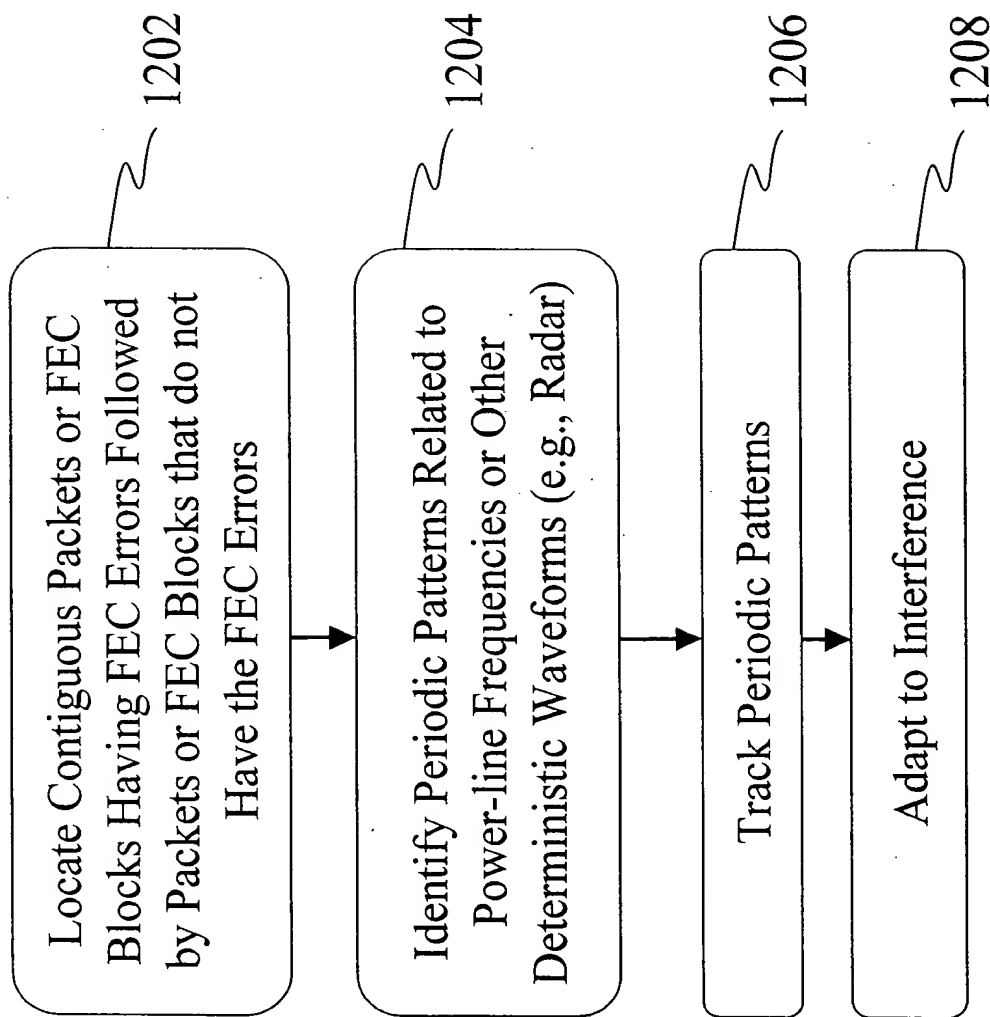 Locate Contiguous Packets or FEC
Blocks Having FEC Errors Followed
by Packets or FEC Blocks that do not
Have the FEC Errors
1202
Identify Periodic Patterns Related to
Power-line Frequencies or Other
Deterministic Waveforms (e.g., Radar)
1204
Track Periodic Patterns
1206
Adapt to Interference
1208